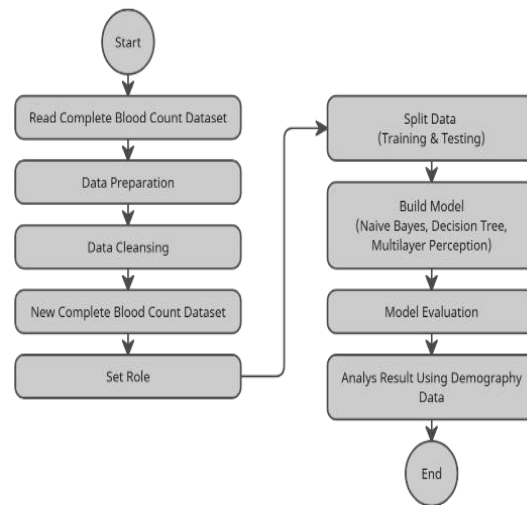 Start
Read Complete Blood Count Dataset
Data Preparation
Data Cleansing
New Complete Blood Count Dataset
Set Role
Split Data
(Training & Testing)
Build Model
(Naive Bayes, Decision Tree,
Multilayer Perception)
Model Evaluation
Analys Result Using Demography
Data
End